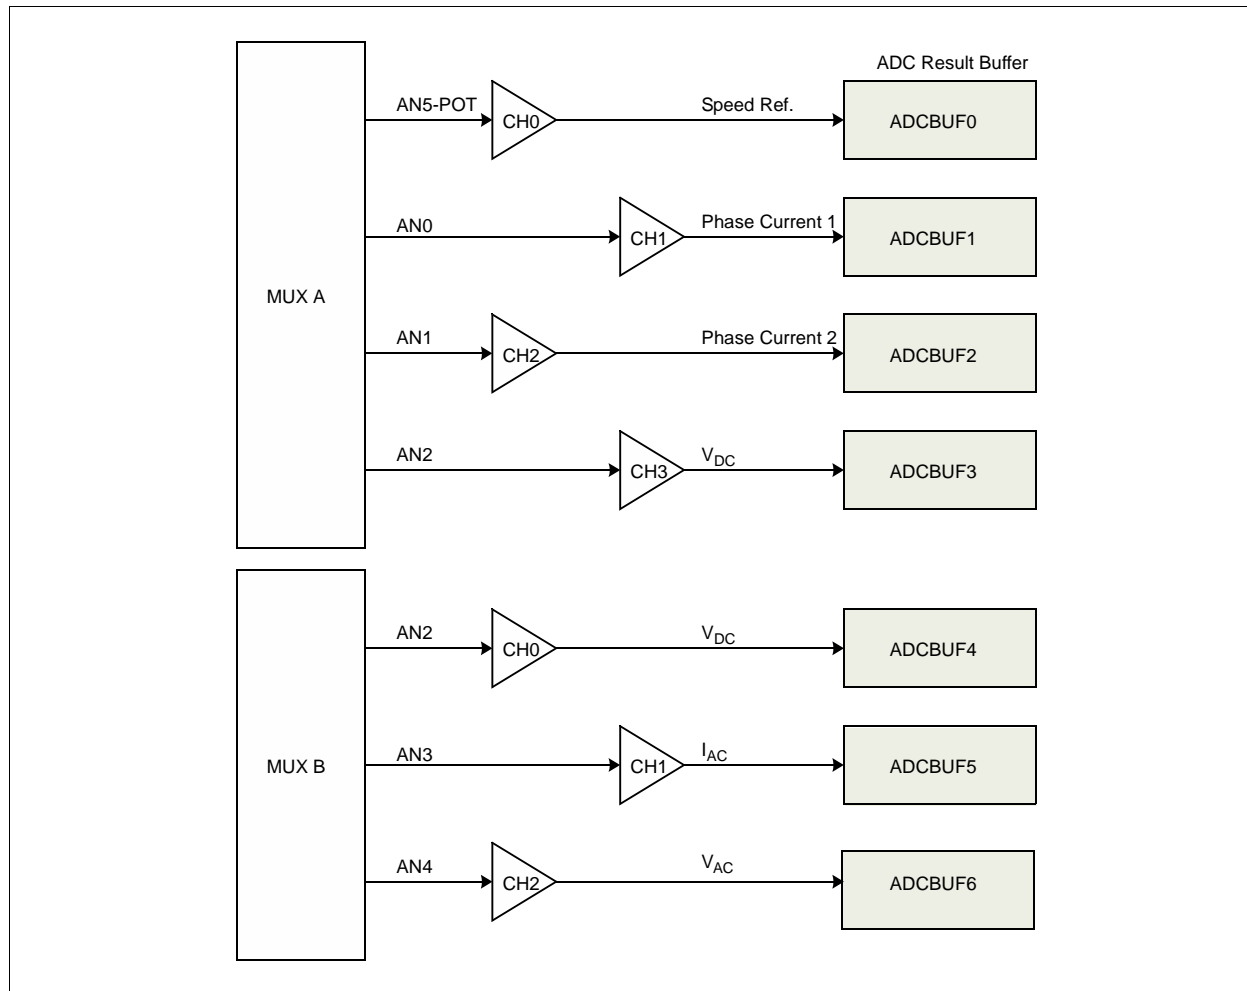 ADC Result Buffer
AN5-POT CH0 Speed Ref. ADCBUF0
AN0 CH1 Phase Current 1 ADCBUF1
MUX A
AN1 CH2 Phase Current 2 ADCBUF2
AN2 CH3 VDC ADCBUF3
AN2 CH0 VDC ADCBUF4
MUX B AN3 CH1 IAC ADCBUF5
AN4 CH2 VAC ADCBUF6